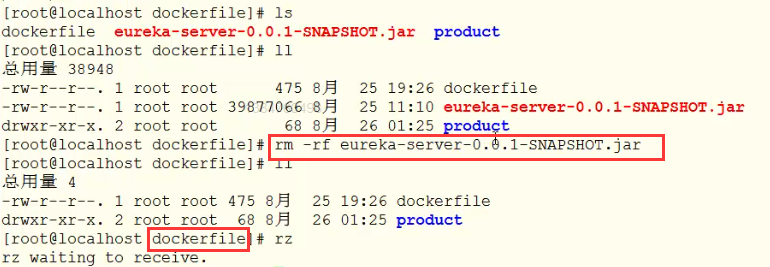 [root@localhost dockerfile]# ls
dockerfile  eureka-server-0.0.1-SNAPSHOT.jar  product
[root@localhost dockerfile]# ll
总用量 38948
-rw-r--r--. 1 root root      475 8月  25 19:26 dockerfile
-rw-r--r--. 1 root root 39877066 8月  25 11:10 eureka-server-0.0.1-SNAPSHOT.jar
drwxr-xr-x. 2 root root       68 8月  26 01:25 product
[root@localhost dockerfile]# rm -rf eureka-server-0.0.1-SNAPSHOT.jar
[root@localhost dockerfile]# ll
总用量 4
-rw-r--r--. 1 root root 475 8月  25 19:26 dockerfile
drwxr-xr-x. 2 root root  68 8月  26 01:25 product
[root@localhost dockerfile]# rz
rz waiting to receive.